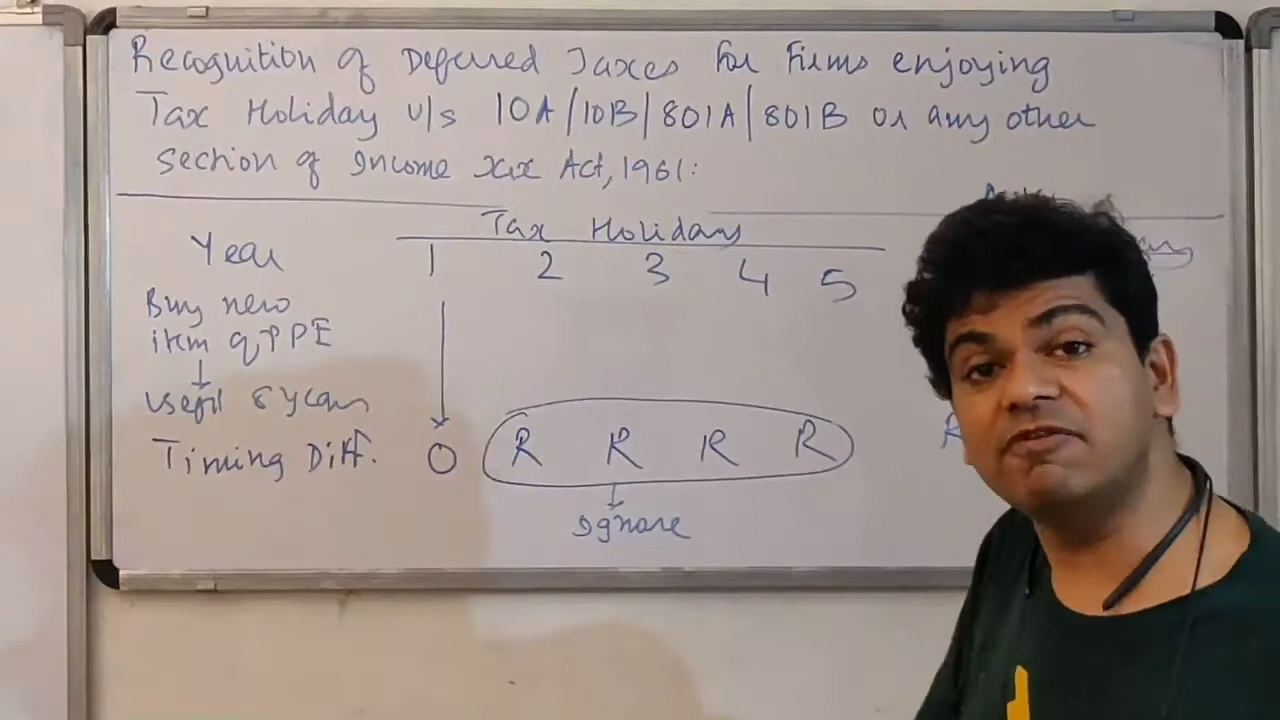 Recognition of Deferred Taxes for Firms enjoying
Tax Holiday u/s 10A/10B/80IA/80IB or any other
section of Income Tax Act, 1961:
Tax Holidays
Year 1 2 3 4 5
Buy new
item of PPE
↓
Useful 8 years
Timing Diff. O R R R R R
↓
Ignore